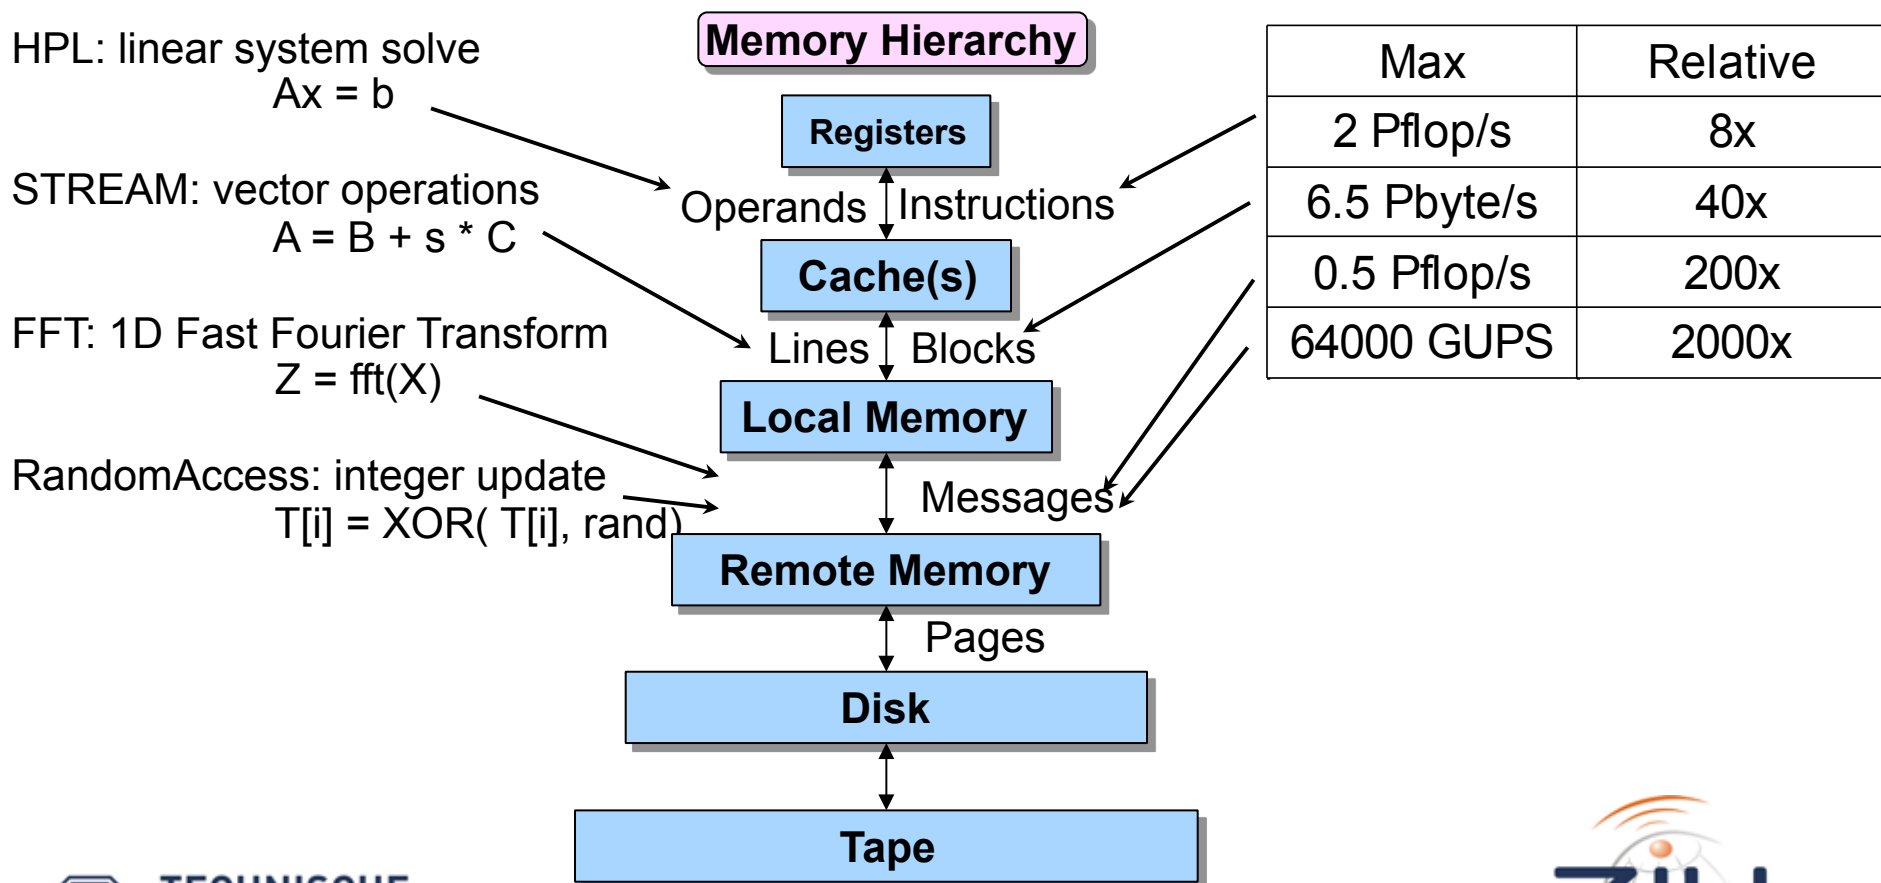 Memory Hierarchy
HPL: linear system solve
Ax = b
STREAM: vector operations
A = B + s * C
FFT: 1D Fast Fourier Transform
Z = fft(X)
RandomAccess: integer update
T[i] = XOR( T[i], rand)
Registers
Operands Instructions
Cache(s)
Lines Blocks
Local Memory
Messages
Remote Memory
Pages
Disk
Tape
Max Relative
2 Pflop/s 8x
6.5 Pbyte/s 40x
0.5 Pflop/s 200x
64000 GUPS 2000x
TECHNISCHE